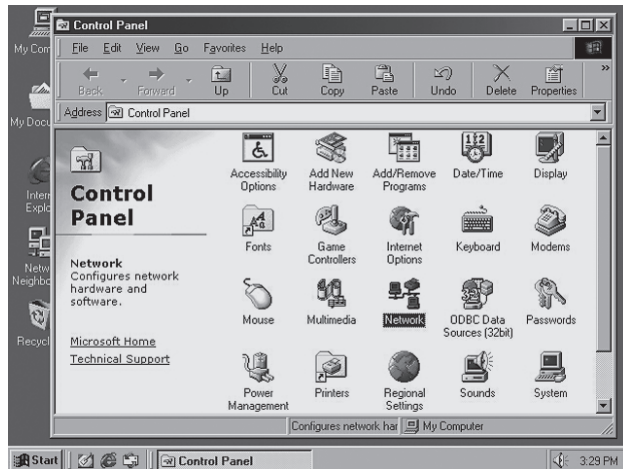 My Com
My Docu
Intern
Explo
Netw
Neighbo
Recycl
Control Panel
File Edit View Go Favorites Help
Back Forward Up Cut Copy Paste Undo Delete Properties »
Address Control Panel
Control
Panel
Network
Configures network
hardware and
software.
Microsoft Home
Technical Support
Accessibility
Options
Add New
Hardware
Add/Remove
Programs
Date/Time
Display
Fonts
Game
Controllers
Internet
Options
Keyboard
Modems
Mouse
Multimedia
Network
ODBC Data
Sources (32bit)
Passwords
Power
Management
Printers
Regional
Settings
Sounds
System
Configures network har My Computer
Start Control Panel 3:29 PM